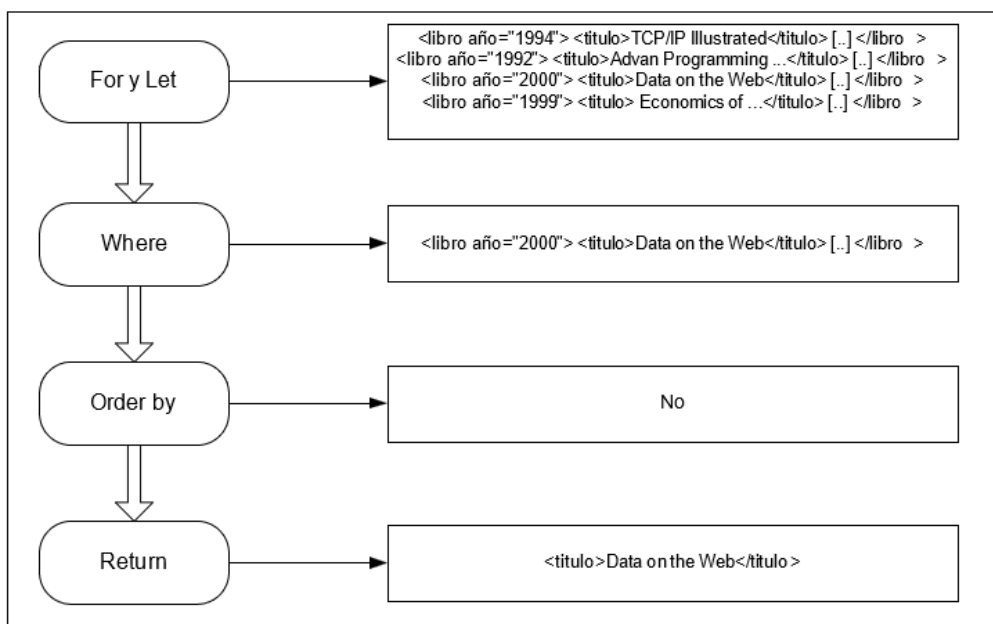 For y Let
<libro año="1994"> <titulo>TCP/IP Illustrated</titulo> [..] </libro >
<libro año="1992"> <titulo>Advan Programming ...</titulo> [..] </libro >
<libro año="2000"> <titulo>Data on the Web</titulo> [..] </libro >
<libro año="1999"> <titulo> Economics of ...</titulo> [..] </libro >
Where
<libro año="2000"> <titulo>Data on the Web</titulo> [..] </libro >
Order by
No
Return
<titulo>Data on the Web</titulo >